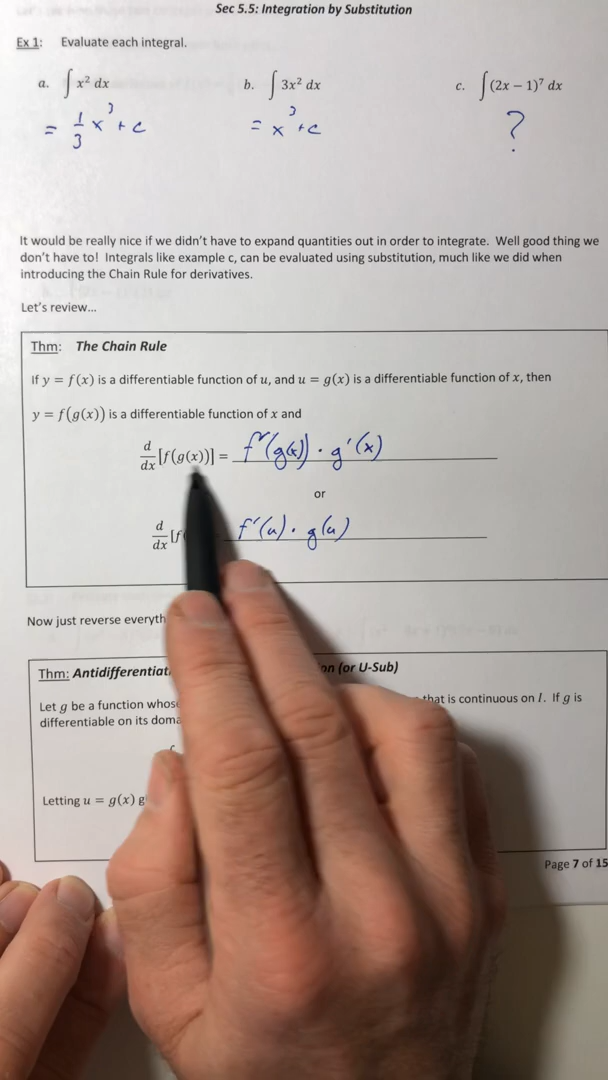 Sec 5.5: Integration by Substitution
Ex 1: Evaluate each integral.
a. ∫ x² dx b. ∫ 3x² dx c. ∫ (2x − 1)⁷ dx
= 1/3 x³ + c = x³ + c ?
It would be really nice if we didn't have to expand quantities out in order to integrate. Well good thing we
don't have to! Integrals like example c, can be evaluated using substitution, much like we did when
introducing the Chain Rule for derivatives.
Let's review...
Thm: The Chain Rule
If y = f(x) is a differentiable function of u, and u = g(x) is a differentiable function of x, then
y = f(g(x)) is a differentiable function of x and
d/dx [f(g(x))] = f'(g(x)) · g'(x)
or
d/dx [f f'(u) · g(u)
Now just reverse
Thm: (or U-Sub)
Let g be a function that is continuous on I. If g is
differentiable on its
Letting u = g(x)
Page 7 of 15